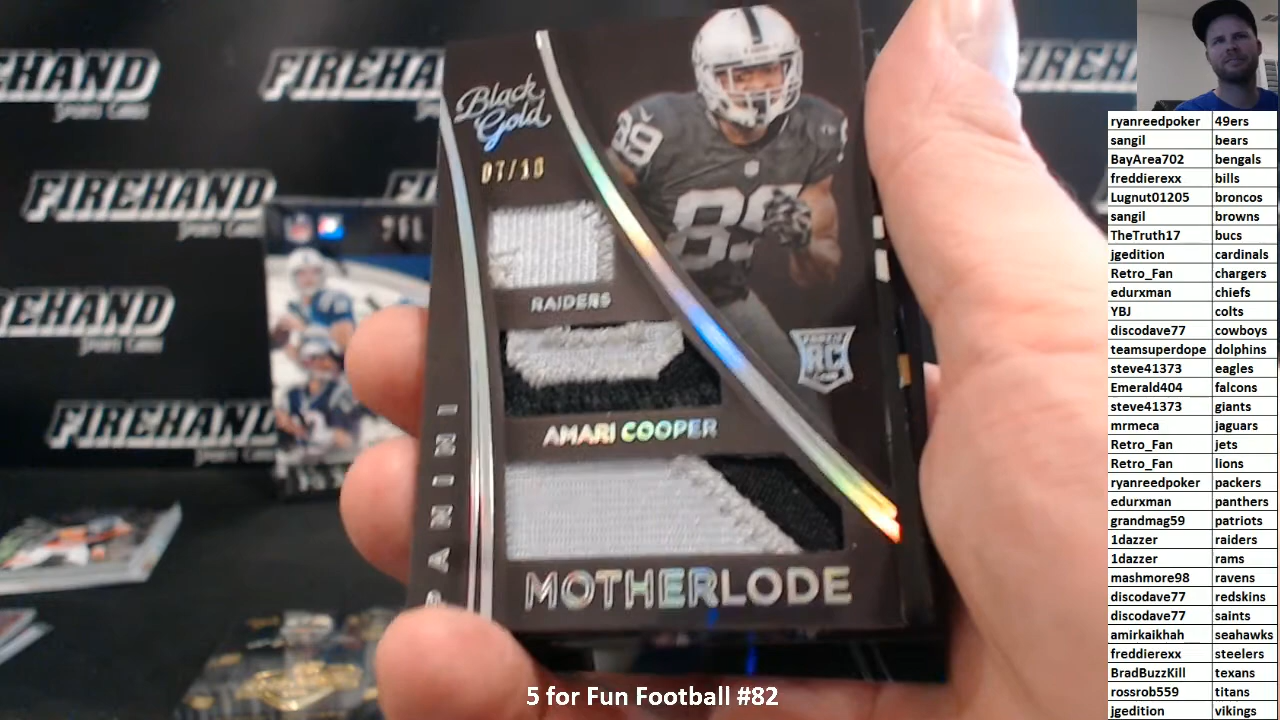 FIREHAND
SPORTS CARDS
Black
Gold
07/10
89
RAIDERS
RC
AMARI COOPER
PANINI
MOTHERLODE
5 for Fun Football #82
ryanreedpoker 49ers
sangil bears
BayArea702 bengals
freddierexx bills
Lugnut01205 broncos
sangil browns
TheTruth17 bucs
jgedition cardinals
Retro_Fan chargers
edurxman chiefs
YBJ colts
discodave77 cowboys
teamsuperdope dolphins
steve41373 eagles
Emerald404 falcons
steve41373 giants
mrmeca jaguars
Retro_Fan jets
Retro_Fan lions
ryanreedpoker packers
edurxman panthers
grandmag59 patriots
1dazzer raiders
1dazzer rams
mashmore98 ravens
discodave77 redskins
discodave77 saints
amirkaikhah seahawks
freddierexx steelers
BradBuzzKill texans
rossrob559 titans
jgedition vikings